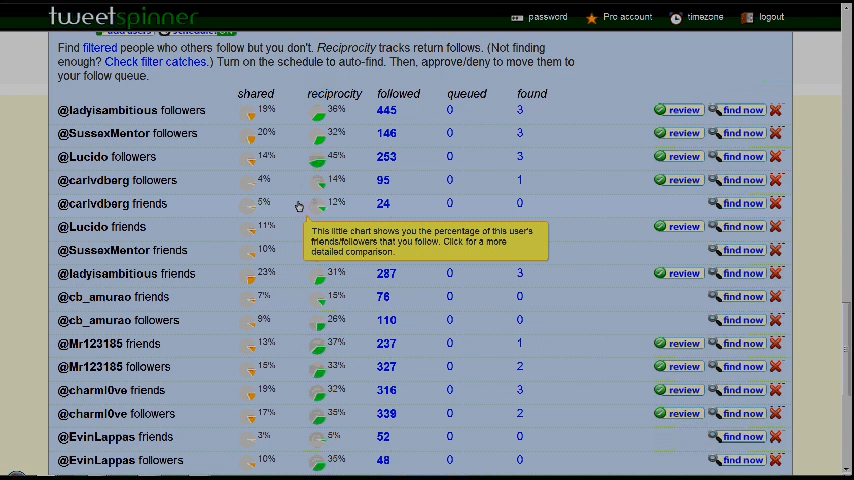 tweetspinner
password
Pro account
timezone
logout
Find filtered people who others follow but you don't. Reciprocity tracks return follows. (Not finding
enough? Check filter catches.) Turn on the schedule to auto-find. Then, approve/deny to move them to
your follow queue.
shared reciprocity followed queued found
@ladyisambitious followers 19% 36% 445 0 3 review find now
@SussexMentor followers 20% 32% 146 0 3 review find now
@Lucido followers 14% 45% 253 0 3 review find now
@carlvdberg followers 4% 14% 95 0 1 review find now
@carlvdberg friends 5% 12% 24 0 0 find now
@Lucido friends 11% review find now
This little chart shows you the percentage of this user's
friends/followers that you follow. Click for a more
detailed comparison.
@SussexMentor friends 10% find now
@ladyisambitious friends 23% 31% 287 0 3 review find now
@cb_amurao friends 7% 15% 76 0 0 find now
@cb_amurao followers 9% 26% 110 0 0 find now
@Mr123185 friends 13% 37% 237 0 1 review find now
@Mr123185 followers 15% 33% 327 0 2 review find now
@charml0ve friends 19% 32% 316 0 3 review find now
@charml0ve followers 17% 35% 339 0 2 review find now
@EvinLappas friends 3% 5% 52 0 0 find now
@EvinLappas followers 10% 35% 48 0 0 find now